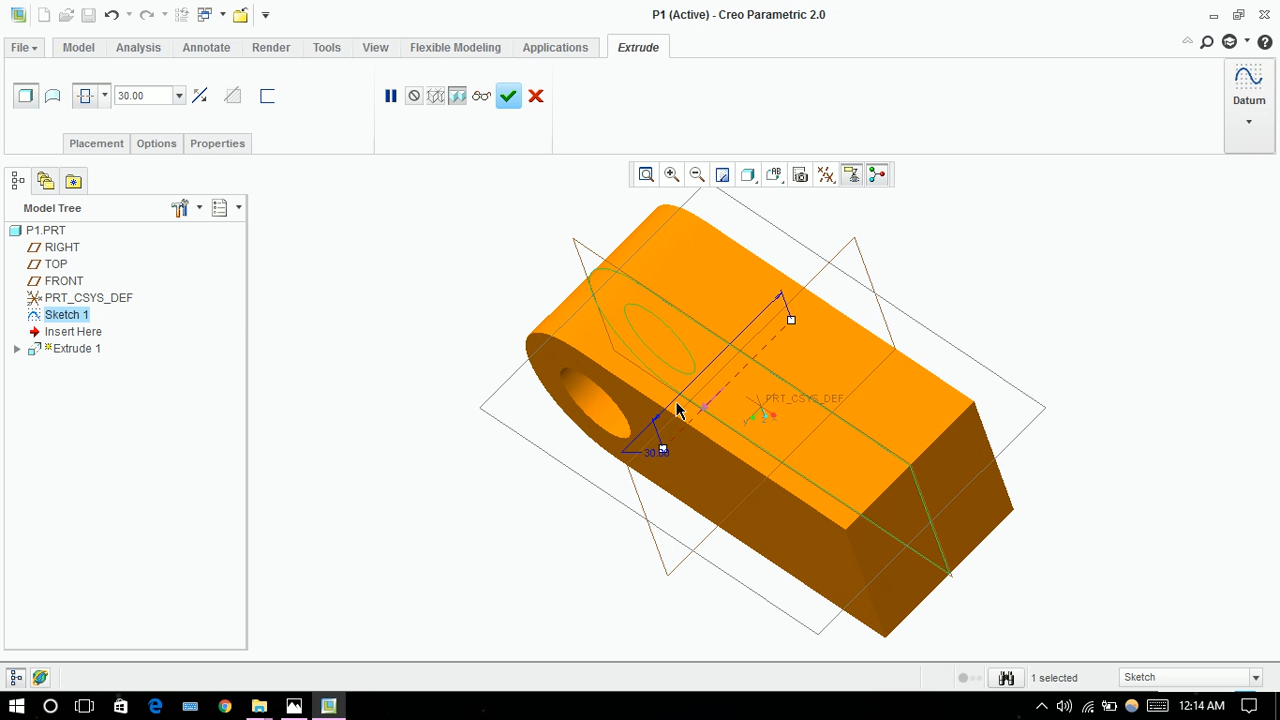 P1 (Active) - Creo Parametric 2.0
File Model Analysis Annotate Render Tools View Flexible Modeling Applications Extrude
30.00
Datum
Placement Options Properties
Model Tree
P1.PRT
RIGHT
TOP
FRONT
PRT_CSYS_DEF
Sketch 1
Insert Here
Extrude 1
PRT_CSYS_DEF
y z x
30.00
1 selected
Sketch
12:14 AM